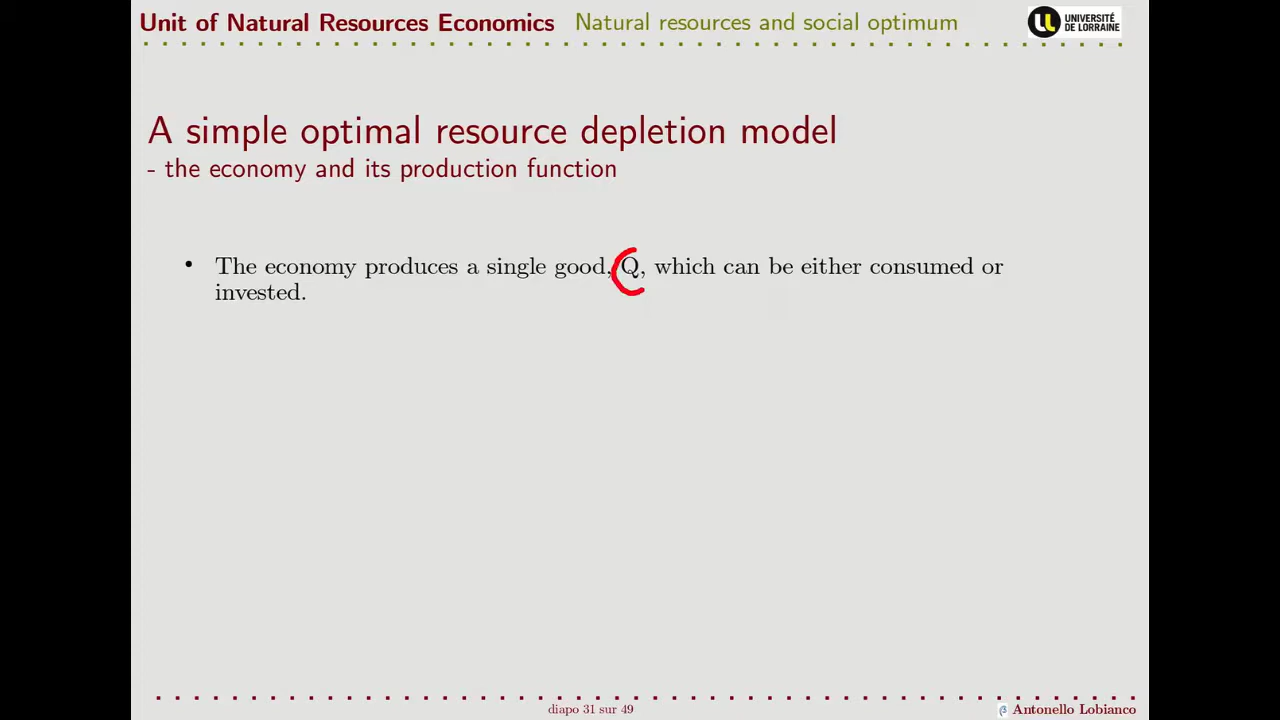 Unit of Natural Resources Economics Natural resources and social optimum
UNIVERSITÉ
DE LORRAINE
A simple optimal resource depletion model
- the economy and its production function
• The economy produces a single good, Q, which can be either consumed or
invested.
diapo 31 sur 49
β Antonello Lobianco